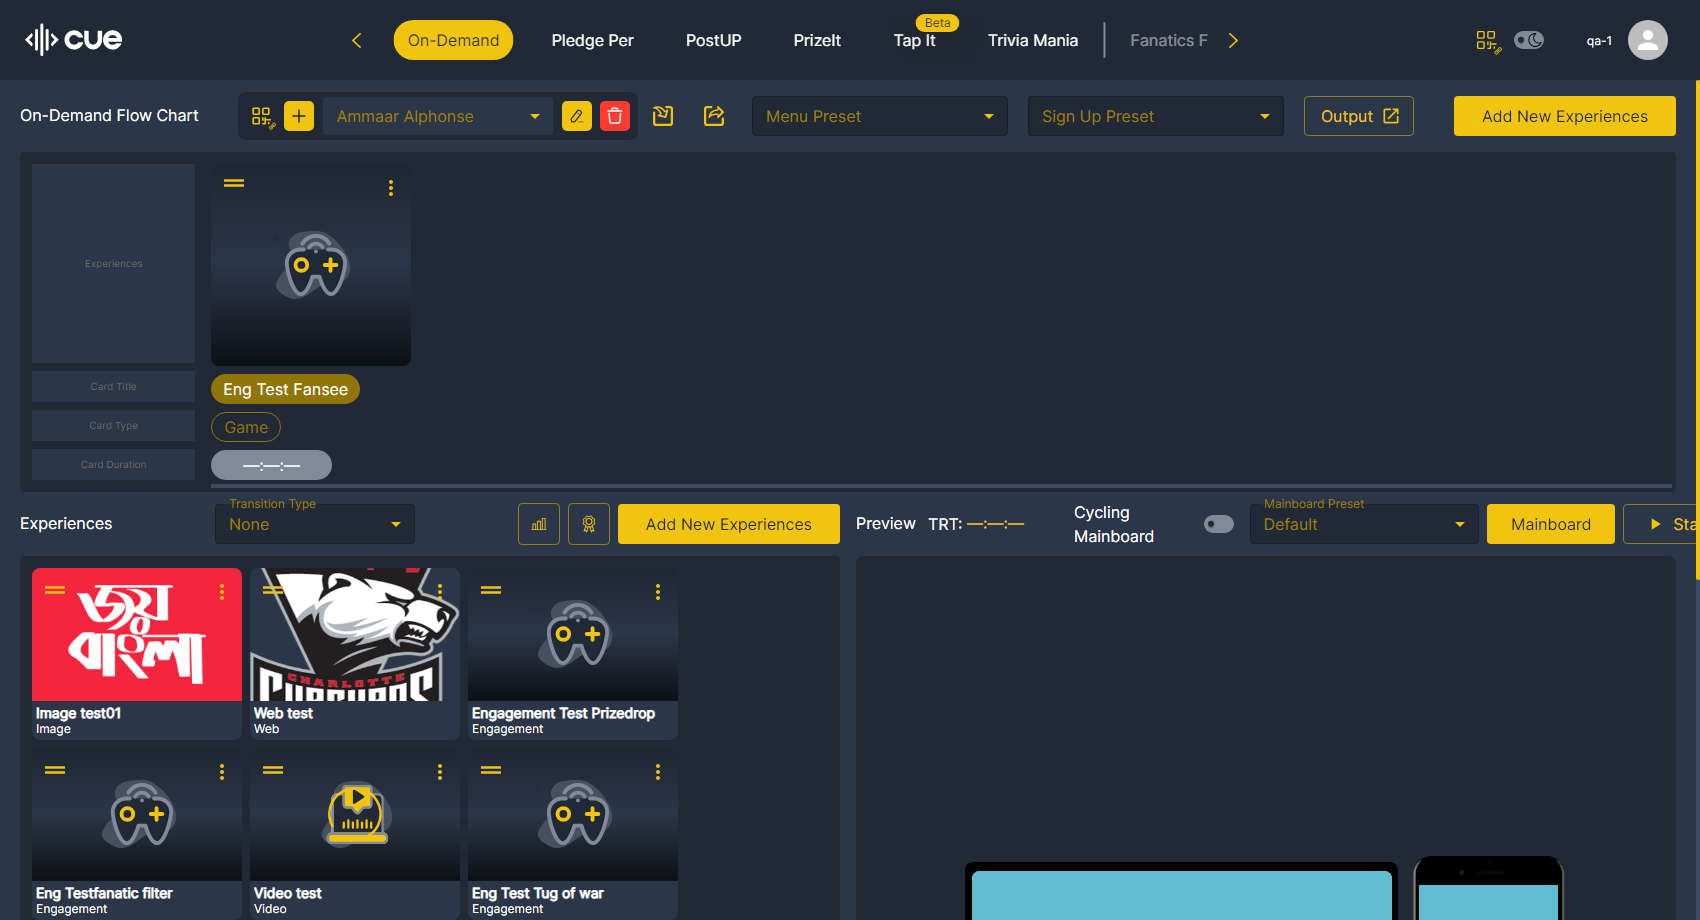 cue
On-Demand
Pledge Per
PostUP
PrizeIt
Beta
Tap It
Trivia Mania
Fanatics F
qa-1
On-Demand Flow Chart
Ammaar Alphonse
Menu Preset
Sign Up Preset
Output
Add New Experiences
Experiences
Card Title
Eng Test Fansee
Card Type
Game
Card Duration
—:—:—
Experiences
Transition Type
None
Add New Experiences
Preview
TRT: —:—:—
Cycling
Mainboard
Mainboard Preset
Default
Mainboard
Sta
জয়
বাংলা
Image test01
Image
CHARLOTTE
Web test
Web
Engagement Test Prizedrop
Engagement
Eng Testfanatic filter
Engagement
Video test
Video
Eng Test Tug of war
Engagement